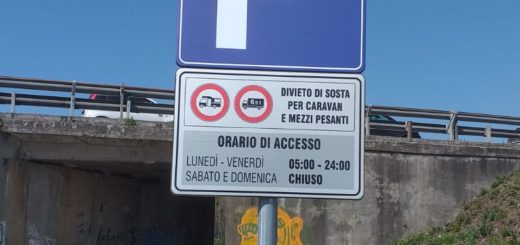 P
DIVIETO DI SOSTA
PER CARAVAN
E MEZZI PESANTI
ORARIO DI ACCESSO
LUNEDÌ - VENERDÌ 05:00 - 24:00
SABATO E DOMENICA CHIUSO